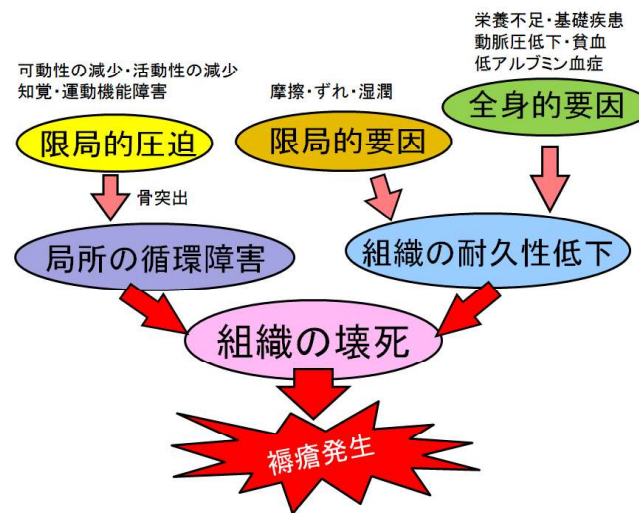 栄養不足・基礎疾患
動脈圧低下・貧血
低アルブミン血症
可動性の減少・活動性の減少
知覚・運動機能障害
摩擦・ずれ・湿潤
全身的要因
限局的圧迫
限局的要因
骨突出
局所の循環障害
組織の耐久性低下
組織の壊死
褥瘡発生